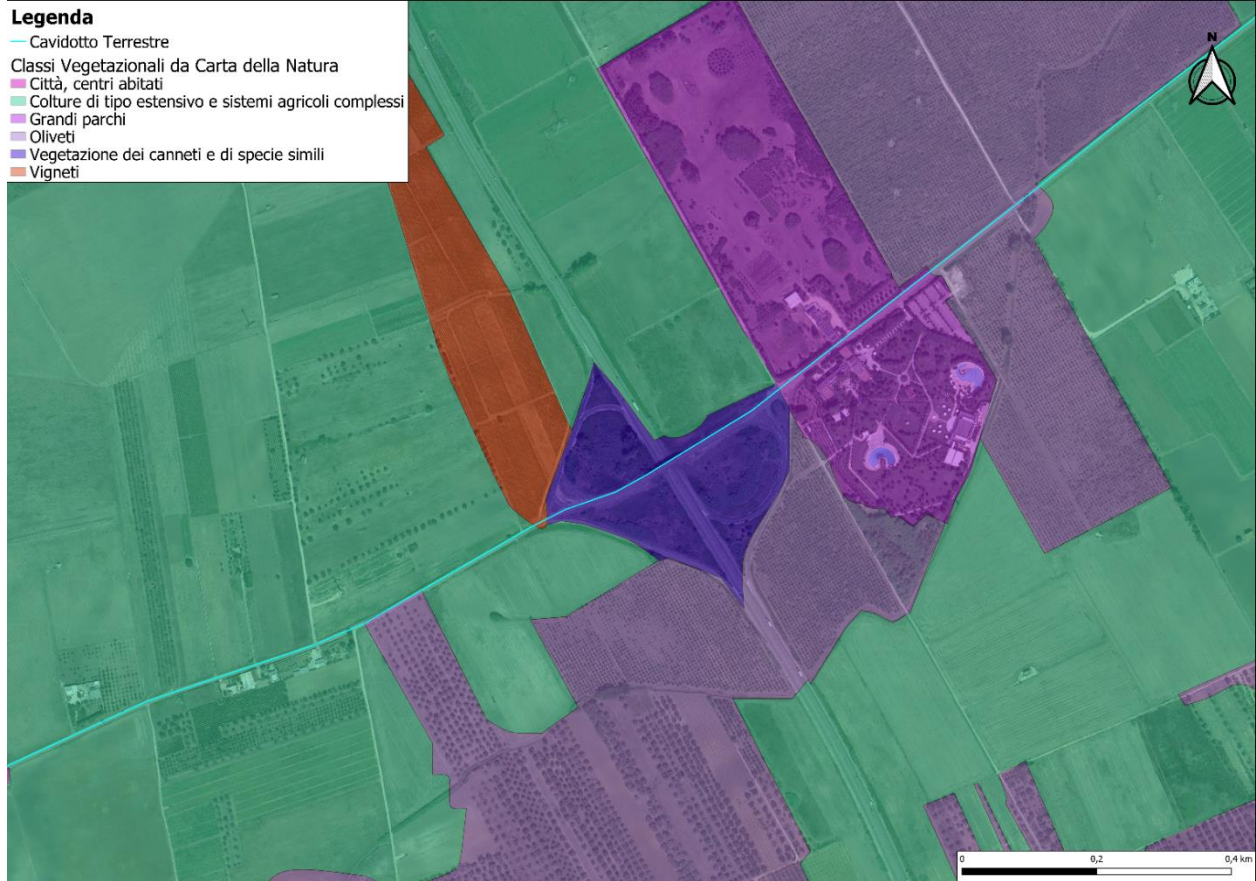 Legenda
Cavidotto Terrestre
Classi Vegetazionali da Carta della Natura
Città, centri abitati
Colture di tipo estensivo e sistemi agricoli complessi
Grandi parchi
Oliveti
Vegetazione dei canneti e di specie simili
Vigneti
N
0 0,2 0,4 km